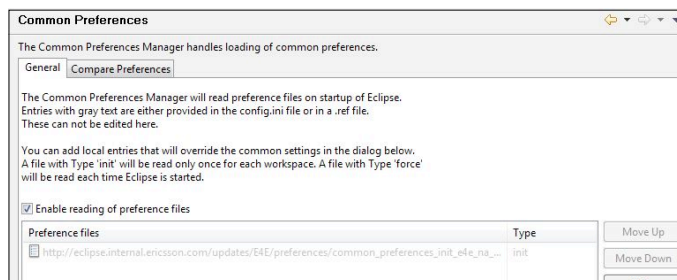 Common Preferences
The Common Preferences Manager handles loading of common preferences.
General
Compare Preferences
The Common Preferences Manager will read preference files on startup of Eclipse.
Entries with gray text are either provided in the config.ini file or in a .ref file.
These can not be edited here.
You can add local entries that will override the common settings in the dialog below.
A file with Type 'init' will be read only once for each workspace. A file with Type 'force'
will be read each time Eclipse is started.
Enable reading of preference files
Preference files
Type
Move Up
http://eclipse.internal.ericsson.com/updates/E4E/preferences/common_preferences_init_e4e_na_...
init
Move Down